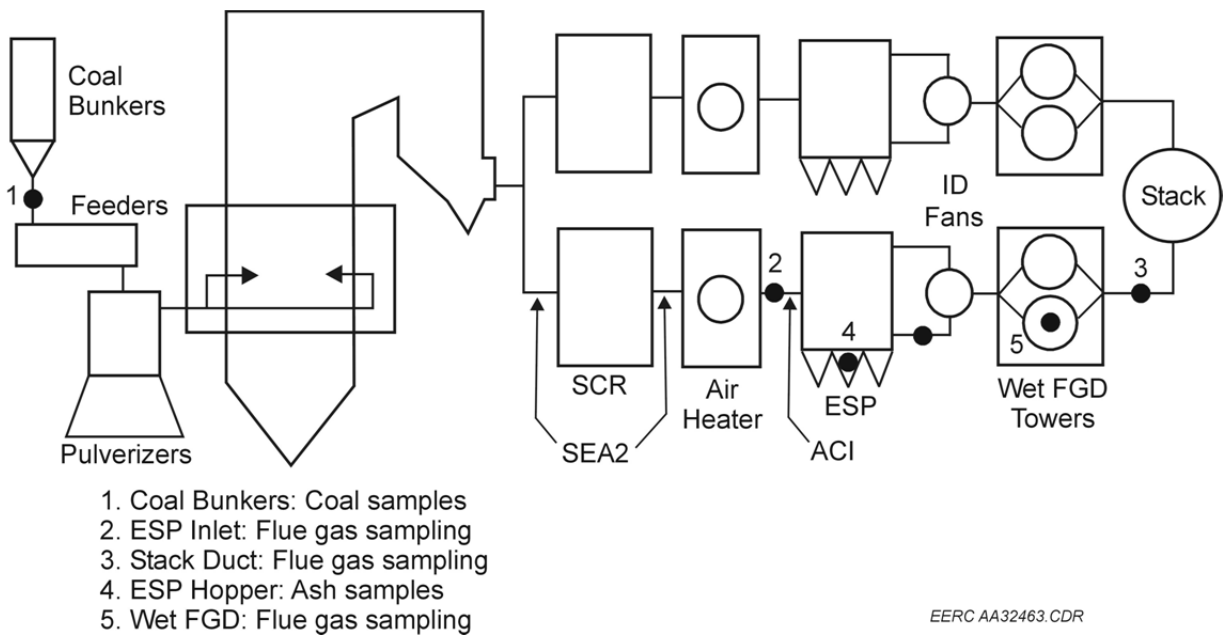 Coal
Bunkers
1
Feeders
Pulverizers
SCR
SEA2
Air
Heater
2
ACI
4
ESP
ID
Fans
5
Wet FGD
Towers
3
Stack
1. Coal Bunkers: Coal samples
2. ESP Inlet: Flue gas sampling
3. Stack Duct: Flue gas sampling
4. ESP Hopper: Ash samples
5. Wet FGD: Flue gas sampling
EERC AA32463.CDR